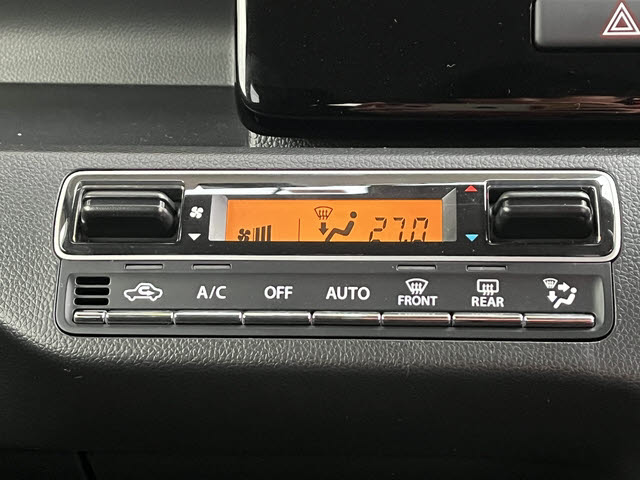 27.0
A/C OFF AUTO FRONT REAR